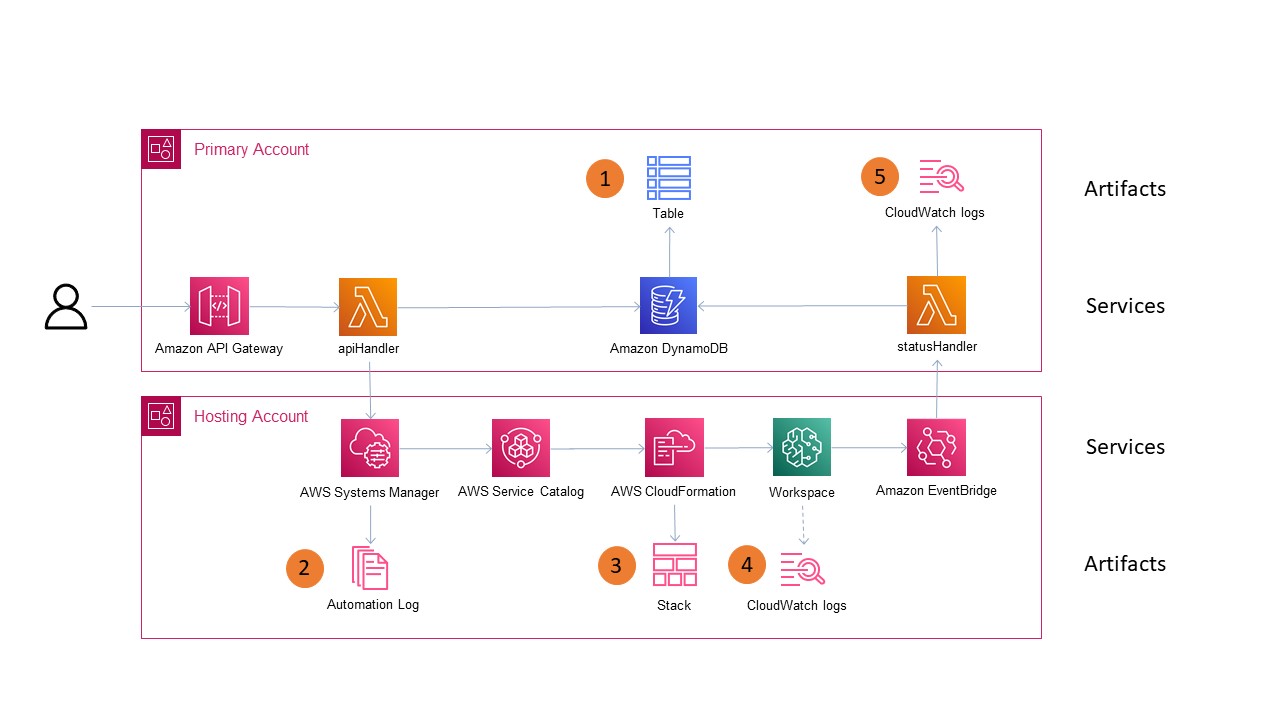 Primary Account
1
5
Artifacts
Table
CloudWatch logs
Services
Amazon API Gateway
apiHandler
Amazon DynamoDB
statusHandler
Hosting Account
Services
AWS Systems Manager
AWS Service Catalog
AWS CloudFormation
Workspace
Amazon EventBridge
2
3
4
Artifacts
Automation Log
Stack
CloudWatch logs